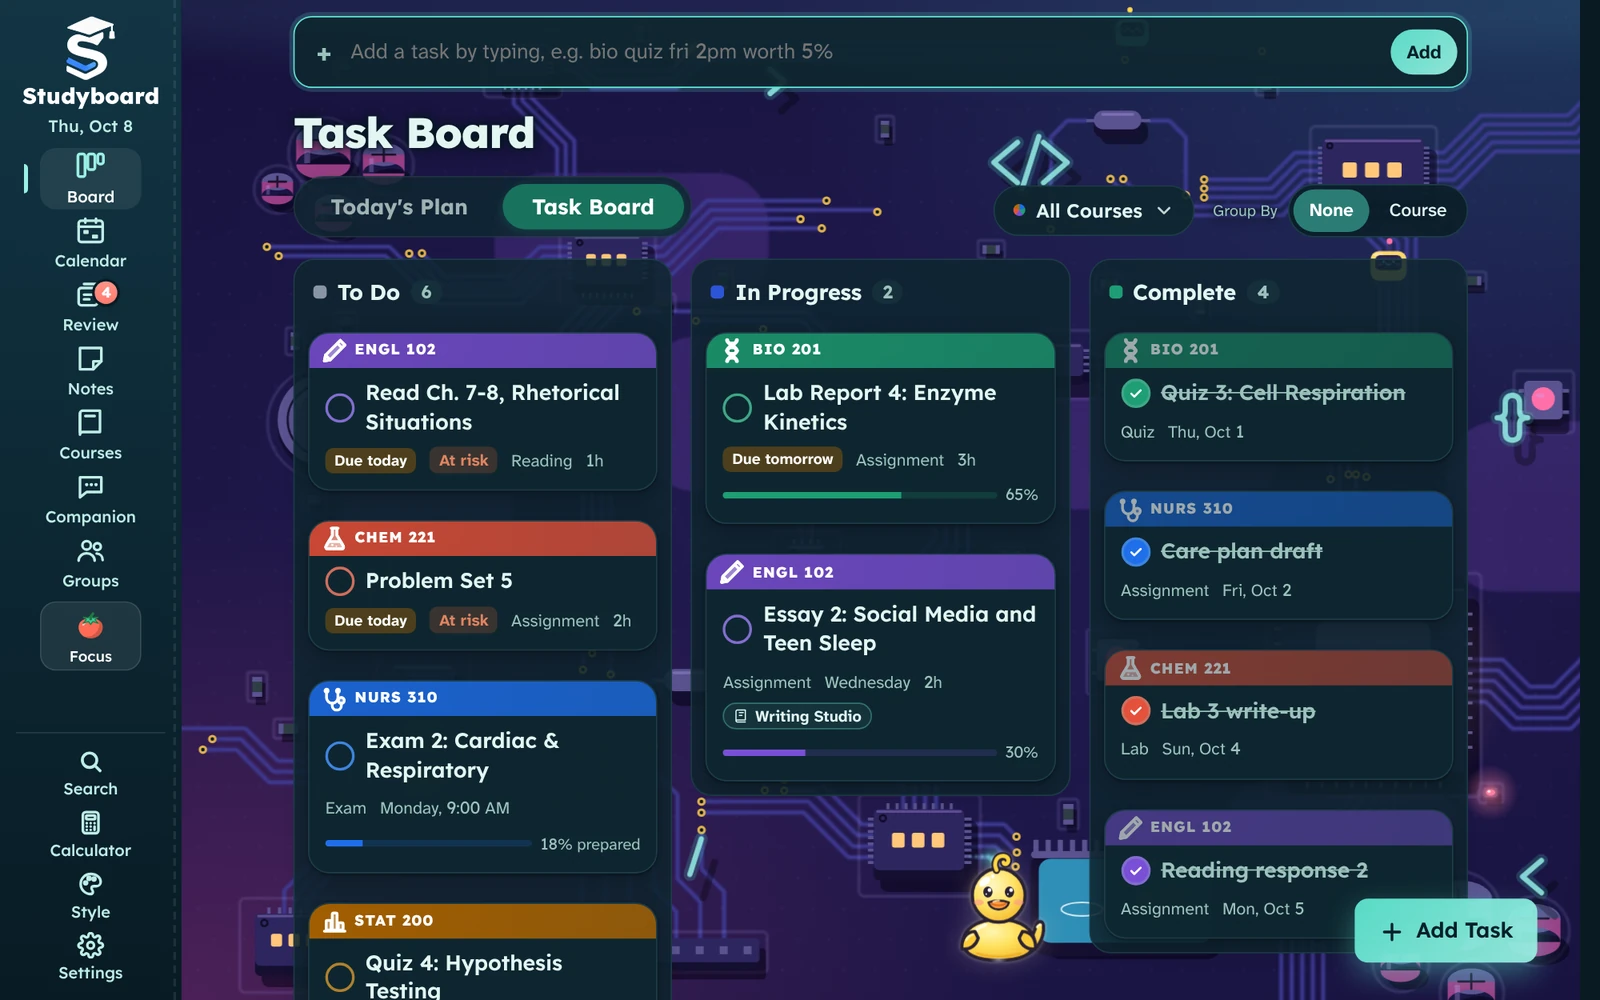 Studyboard
Thu, Oct 8
Board
Calendar
4
Review
Notes
Courses
Companion
Groups
Focus
Search
Calculator
Style
Settings
+ Add a task by typing, e.g. bio quiz fri 2pm worth 5%
Add
Task Board
Today's Plan
Task Board
All Courses
Group By
None
Course
To Do 6
ENGL 102
Read Ch. 7-8, Rhetorical
Situations
Due today At risk Reading 1h
CHEM 221
Problem Set 5
Due today At risk Assignment 2h
NURS 310
Exam 2: Cardiac &
Respiratory
Exam Monday, 9:00 AM
18% prepared
STAT 200
Quiz 4: Hypothesis
Testing
In Progress 2
BIO 201
Lab Report 4: Enzyme
Kinetics
Due tomorrow Assignment 3h
65%
ENGL 102
Essay 2: Social Media and
Teen Sleep
Assignment Wednesday 2h
Writing Studio
30%
Complete 4
BIO 201
Quiz 3: Cell Respiration
Quiz Thu, Oct 1
NURS 310
Care plan draft
Assignment Fri, Oct 2
CHEM 221
Lab 3 write-up
Lab Sun, Oct 4
ENGL 102
Reading response 2
Assignment Mon, Oct 5
+ Add Task